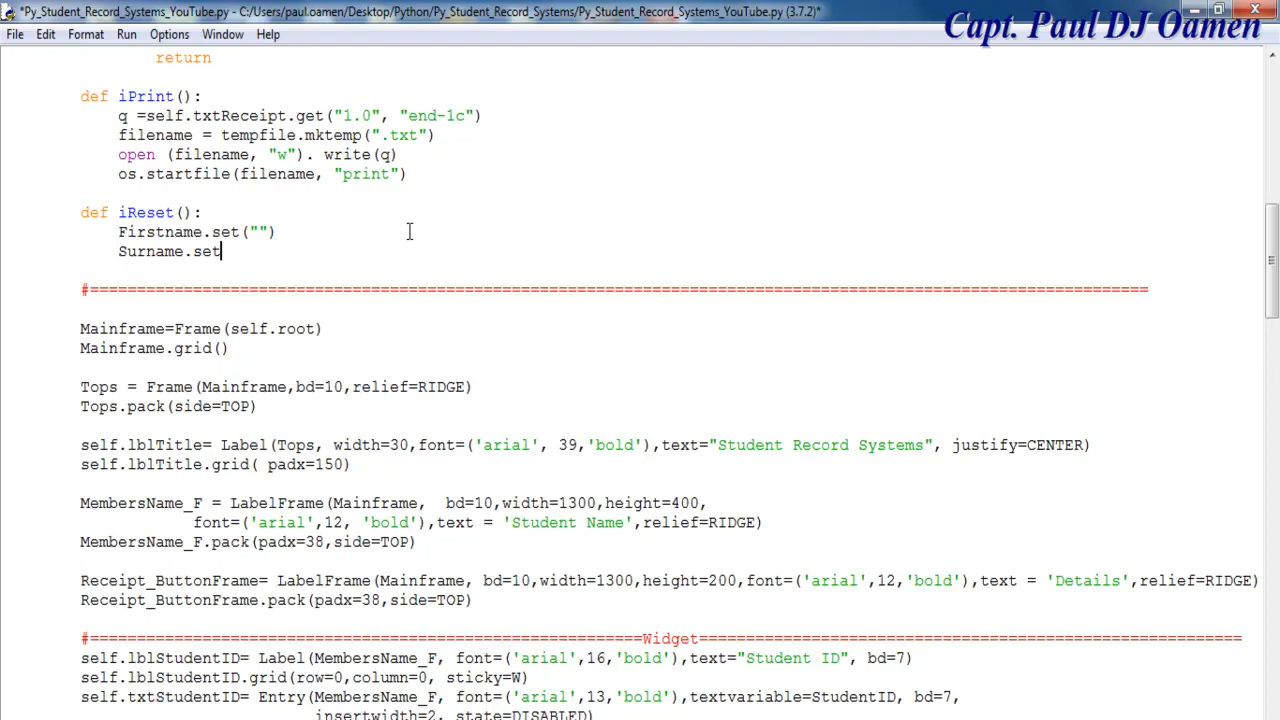 *Py_Student_Record_Systems_YouTube.py - C:/Users/paul.oamen/Desktop/Python/Py_Student_Record_Systems/Py_Student_Record_Systems_YouTube.py (3.7.2)*
Capt. Paul DJ Oamen
File Edit Format Run Options Window Help
return
def iPrint():
q =self.txtReceipt.get("1.0", "end-1c")
filename = tempfile.mktemp(".txt")
open (filename, "w"). write(q)
os.startfile(filename, "print")
def iReset():
Firstname.set("")
Surname.set
#=================================================================================================================
Mainframe=Frame(self.root)
Mainframe.grid()
Tops = Frame(Mainframe,bd=10,relief=RIDGE)
Tops.pack(side=TOP)
self.lblTitle= Label(Tops, width=30,font=('arial', 39,'bold'),text="Student Record Systems", justify=CENTER)
self.lblTitle.grid( padx=150)
MembersName_F = LabelFrame(Mainframe,  bd=10,width=1300,height=400,
font=('arial',12, 'bold'),text = 'Student Name',relief=RIDGE)
MembersName_F.pack(padx=38,side=TOP)
Receipt_ButtonFrame= LabelFrame(Mainframe, bd=10,width=1300,height=200,font=('arial',12,'bold'),text = 'Details',relief=RIDGE)
Receipt_ButtonFrame.pack(padx=38,side=TOP)
#===========================================================Widget==========================================================
self.lblStudentID= Label(MembersName_F, font=('arial',16,'bold'),text="Student ID", bd=7)
self.lblStudentID.grid(row=0,column=0, sticky=W)
self.txtStudentID= Entry(MembersName_F, font=('arial',13,'bold'),textvariable=StudentID, bd=7,
insertwidth=2, state=DISABLED)